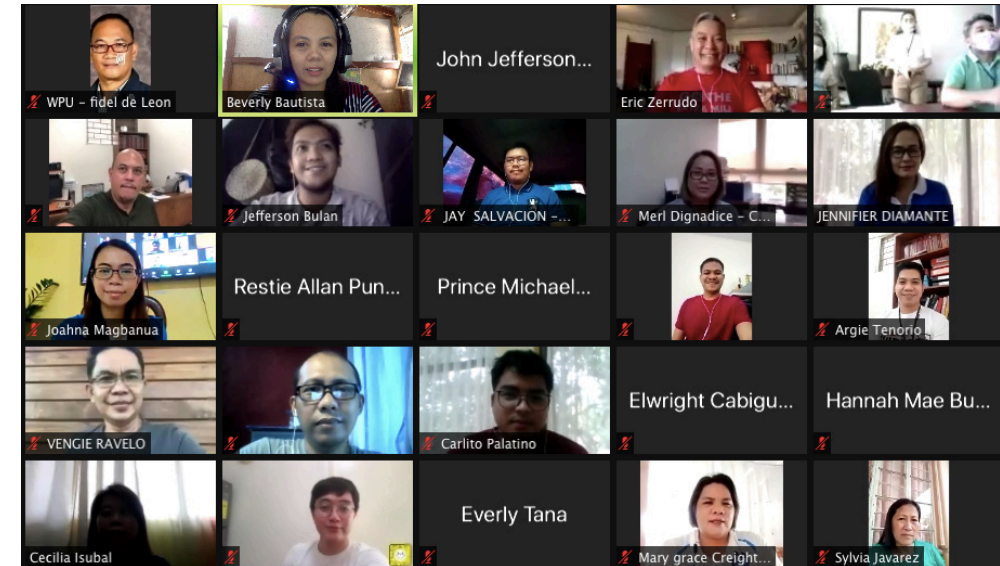 WPU - fidel de Leon
Beverly Bautista
John Jefferson...
Eric Zerrudo
Jefferson Bulan
JAY SALVACION -...
Merl Dignadice - C...
JENNIFIER DIAMANTE
Joahna Magbanua
Restie Allan Pun...
Prince Michael...
Argie Tenorio
VENGIE RAVELO
Carlito Palatino
Elwright Cabigu...
Hannah Mae Bu...
Cecilia Isubal
Everly Tana
Mary grace Creight...
Sylvia Javarez